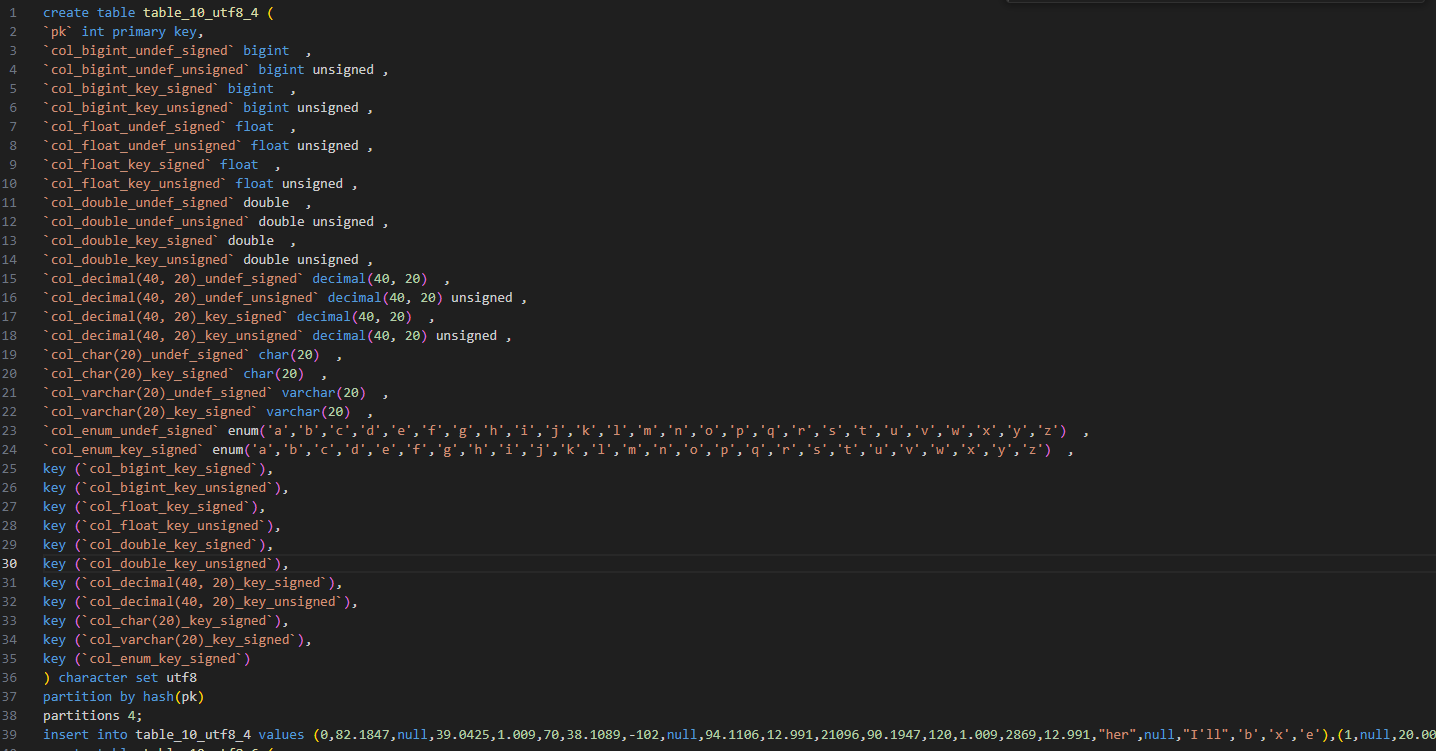 1 create table table_10_utf8_4 (
2 `pk` int primary key,
3 `col_bigint_undef_signed` bigint  ,
4 `col_bigint_undef_unsigned` bigint unsigned ,
5 `col_bigint_key_signed` bigint  ,
6 `col_bigint_key_unsigned` bigint unsigned ,
7 `col_float_undef_signed` float  ,
8 `col_float_undef_unsigned` float unsigned ,
9 `col_float_key_signed` float  ,
10 `col_float_key_unsigned` float unsigned ,
11 `col_double_undef_signed` double  ,
12 `col_double_undef_unsigned` double unsigned ,
13 `col_double_key_signed` double  ,
14 `col_double_key_unsigned` double unsigned ,
15 `col_decimal(40, 20)_undef_signed` decimal(40, 20)  ,
16 `col_decimal(40, 20)_undef_unsigned` decimal(40, 20) unsigned ,
17 `col_decimal(40, 20)_key_signed` decimal(40, 20)  ,
18 `col_decimal(40, 20)_key_unsigned` decimal(40, 20) unsigned ,
19 `col_char(20)_undef_signed` char(20)  ,
20 `col_char(20)_key_signed` char(20)  ,
21 `col_varchar(20)_undef_signed` varchar(20)  ,
22 `col_varchar(20)_key_signed` varchar(20)  ,
23 `col_enum_undef_signed` enum('a','b','c','d','e','f','g','h','i','j','k','l','m','n','o','p','q','r','s','t','u','v','w','x','y','z')  ,
24 `col_enum_key_signed` enum('a','b','c','d','e','f','g','h','i','j','k','l','m','n','o','p','q','r','s','t','u','v','w','x','y','z')  ,
25 key (`col_bigint_key_signed`),
26 key (`col_bigint_key_unsigned`),
27 key (`col_float_key_signed`),
28 key (`col_float_key_unsigned`),
29 key (`col_double_key_signed`),
30 key (`col_double_key_unsigned`),
31 key (`col_decimal(40, 20)_key_signed`),
32 key (`col_decimal(40, 20)_key_unsigned`),
33 key (`col_char(20)_key_signed`),
34 key (`col_varchar(20)_key_signed`),
35 key (`col_enum_key_signed`)
36 ) character set utf8
37 partition by hash(pk)
38 partitions 4;
39 insert into table_10_utf8_4 values (0,82.1847,null,39.0425,1.009,70,38.1089,-102,null,94.1106,12.991,21096,90.1947,120,1.009,2869,12.991,"her",null,"I'll",'b','x','e'),(1,null,20.00